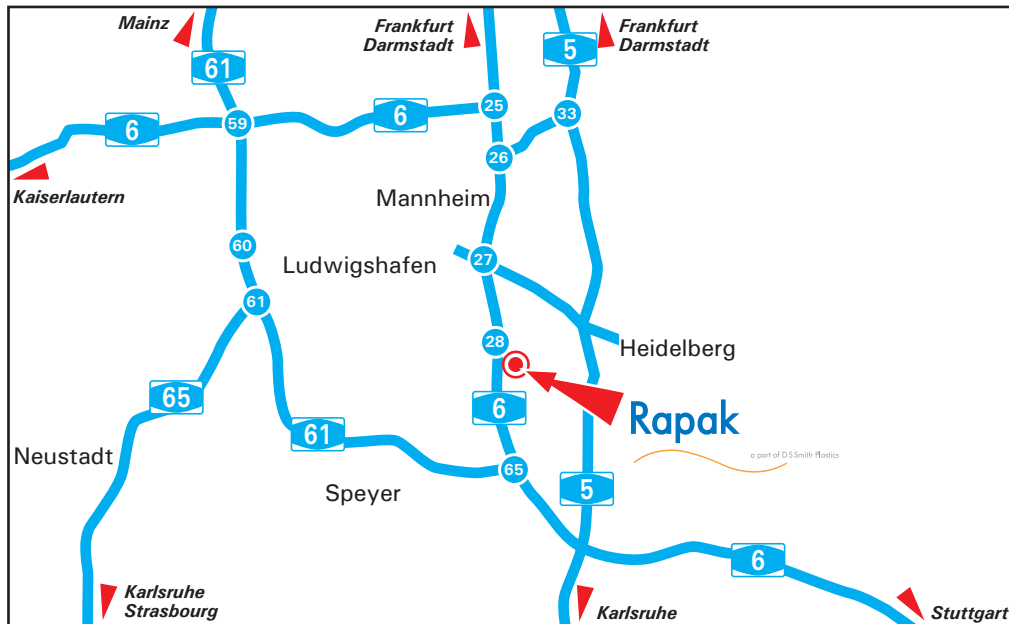 Mainz
Frankfurt
Darmstadt
Frankfurt
Darmstadt
5
61
6
59
6
25
33
26
Kaiserlautern
Mannheim
60
Ludwigshafen
27
61
28
Heidelberg
65
6
Rapak
a part of DS Smith Plastics
61
Neustadt
65
Speyer
5
6
Karlsruhe
Strasbourg
Karlsruhe
Stuttgart